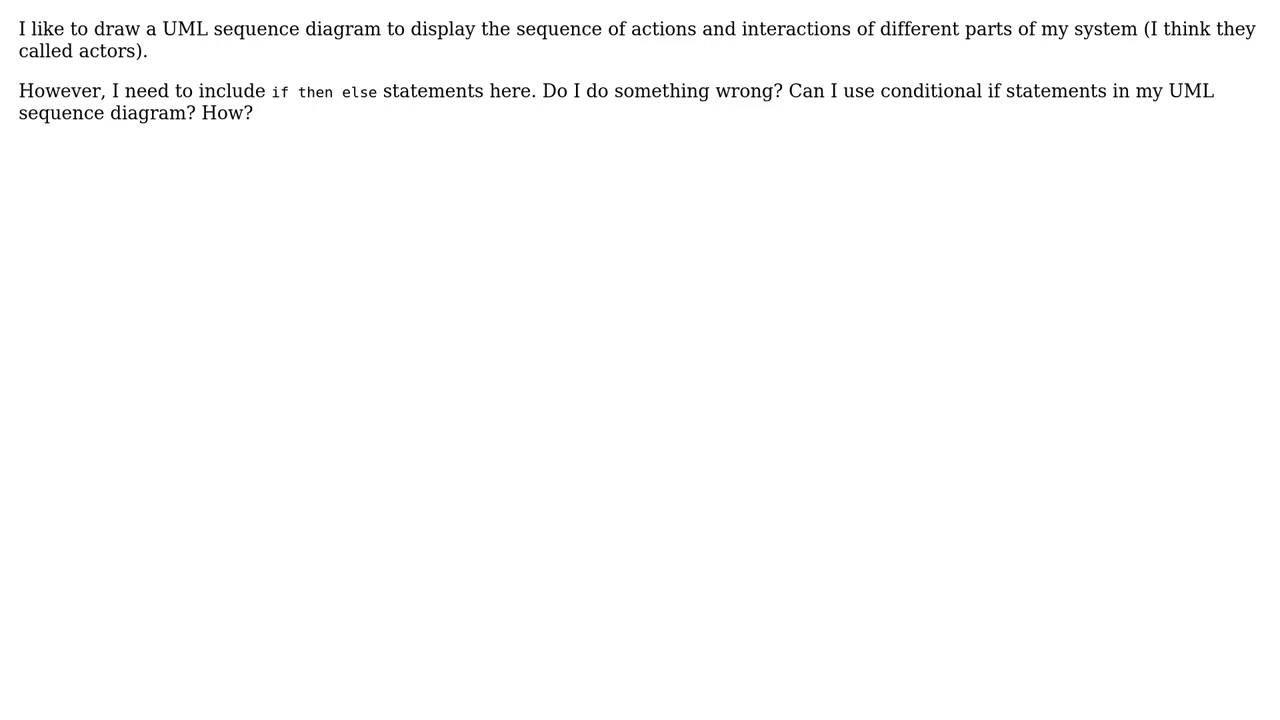 I like to draw a UML sequence diagram to display the sequence of actions and interactions of different parts of my system (I think they
called actors).
However, I need to include if then else statements here. Do I do something wrong? Can I use conditional if statements in my UML
sequence diagram? How?